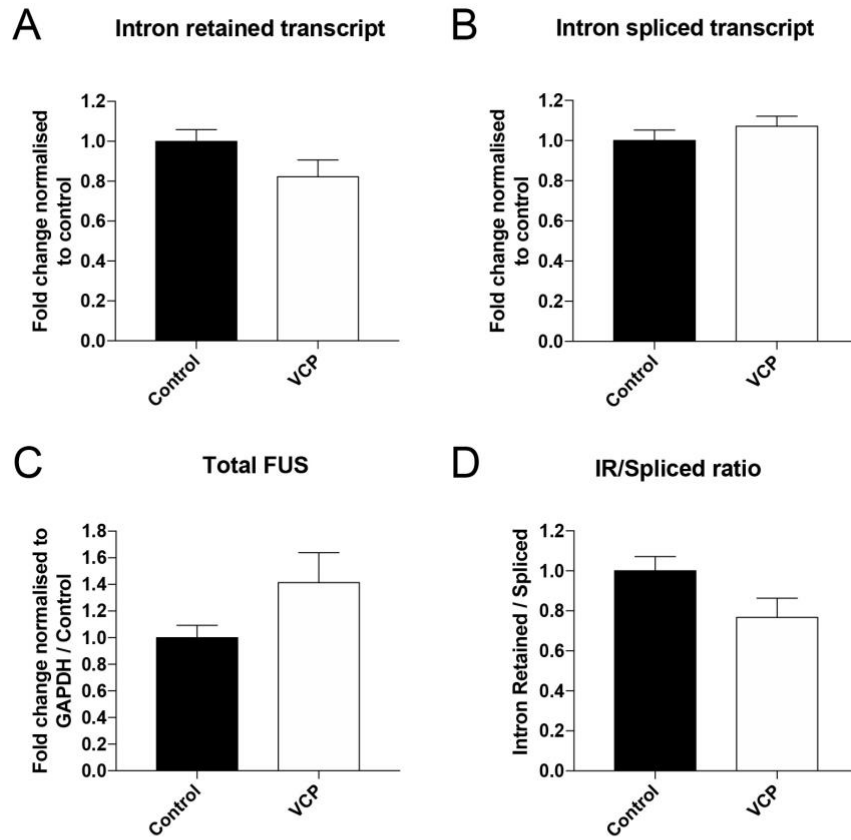 A
Intron retained transcript
Fold change normalised
to control
1.2
1.0
0.8
0.6
0.4
0.2
0.0
Control
VCP
B
Intron spliced transcript
Fold change normalised
to control
1.2
1.0
0.8
0.6
0.4
0.2
0.0
Control
VCP
C
Total FUS
Fold change normalised to
GAPDH / Control
1.8
1.6
1.4
1.2
1.0
0.8
0.6
0.4
0.2
0.0
Control
VCP
D
IR/Spliced ratio
Intron Retained / Spliced
1.2
1.0
0.8
0.6
0.4
0.2
0.0
Control
VCP